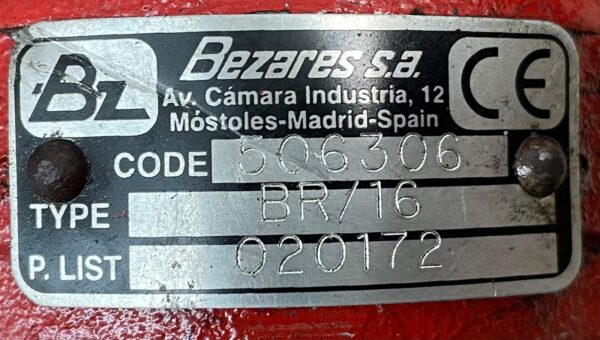 Bz
Bezares s.a.
Av. Cámara Industria, 12
Móstoles-Madrid-Spain
CE
CODE 506306
TYPE BR/16
P. LIST 020172